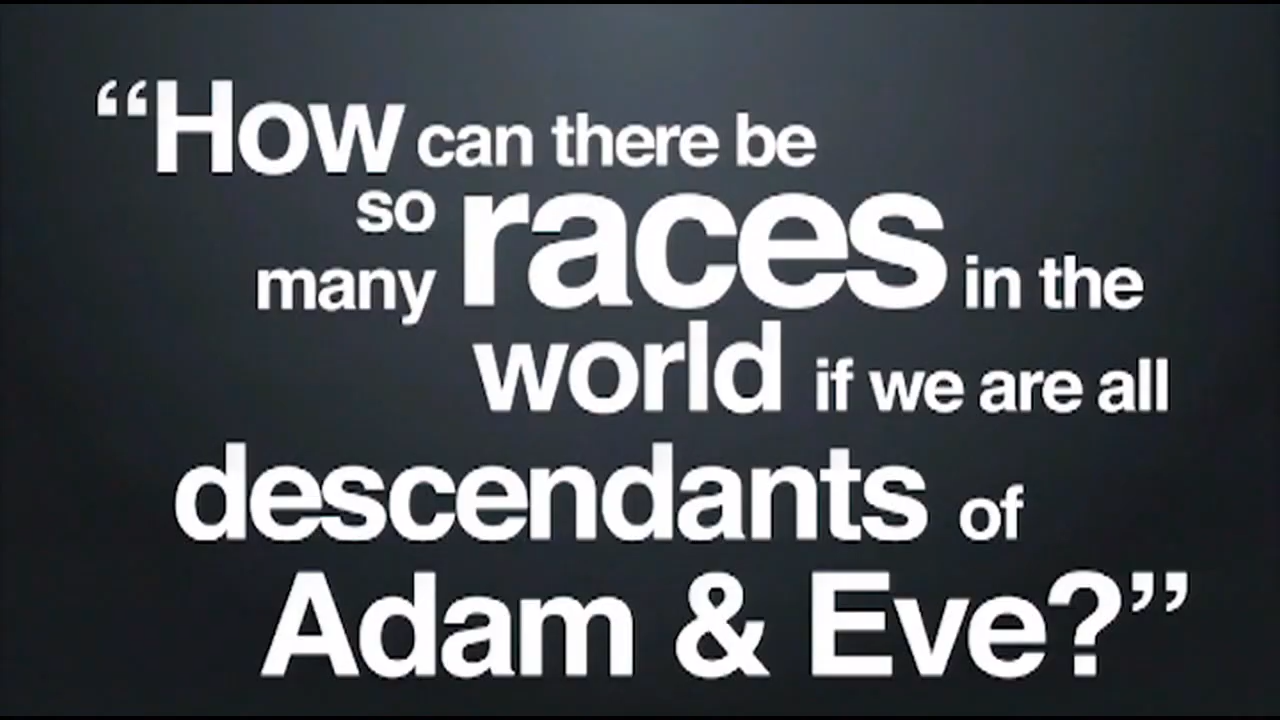 “How can there be
so
many races in the
world if we are all
descendants of
Adam & Eve?”